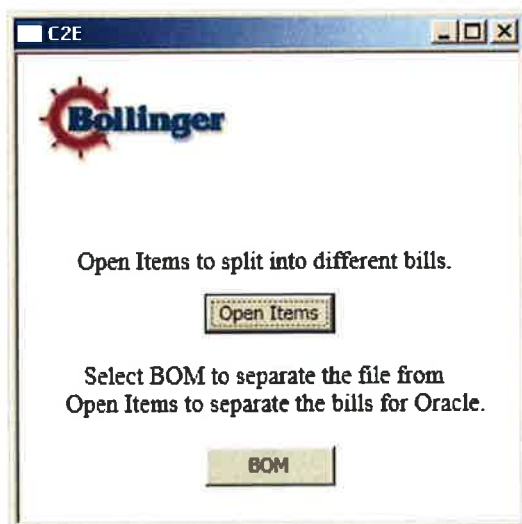 C2E
Bollinger
Open Items to split into different bills.
Open Items
Select BOM to separate the file from
Open Items to separate the bills for Oracle.
BOM